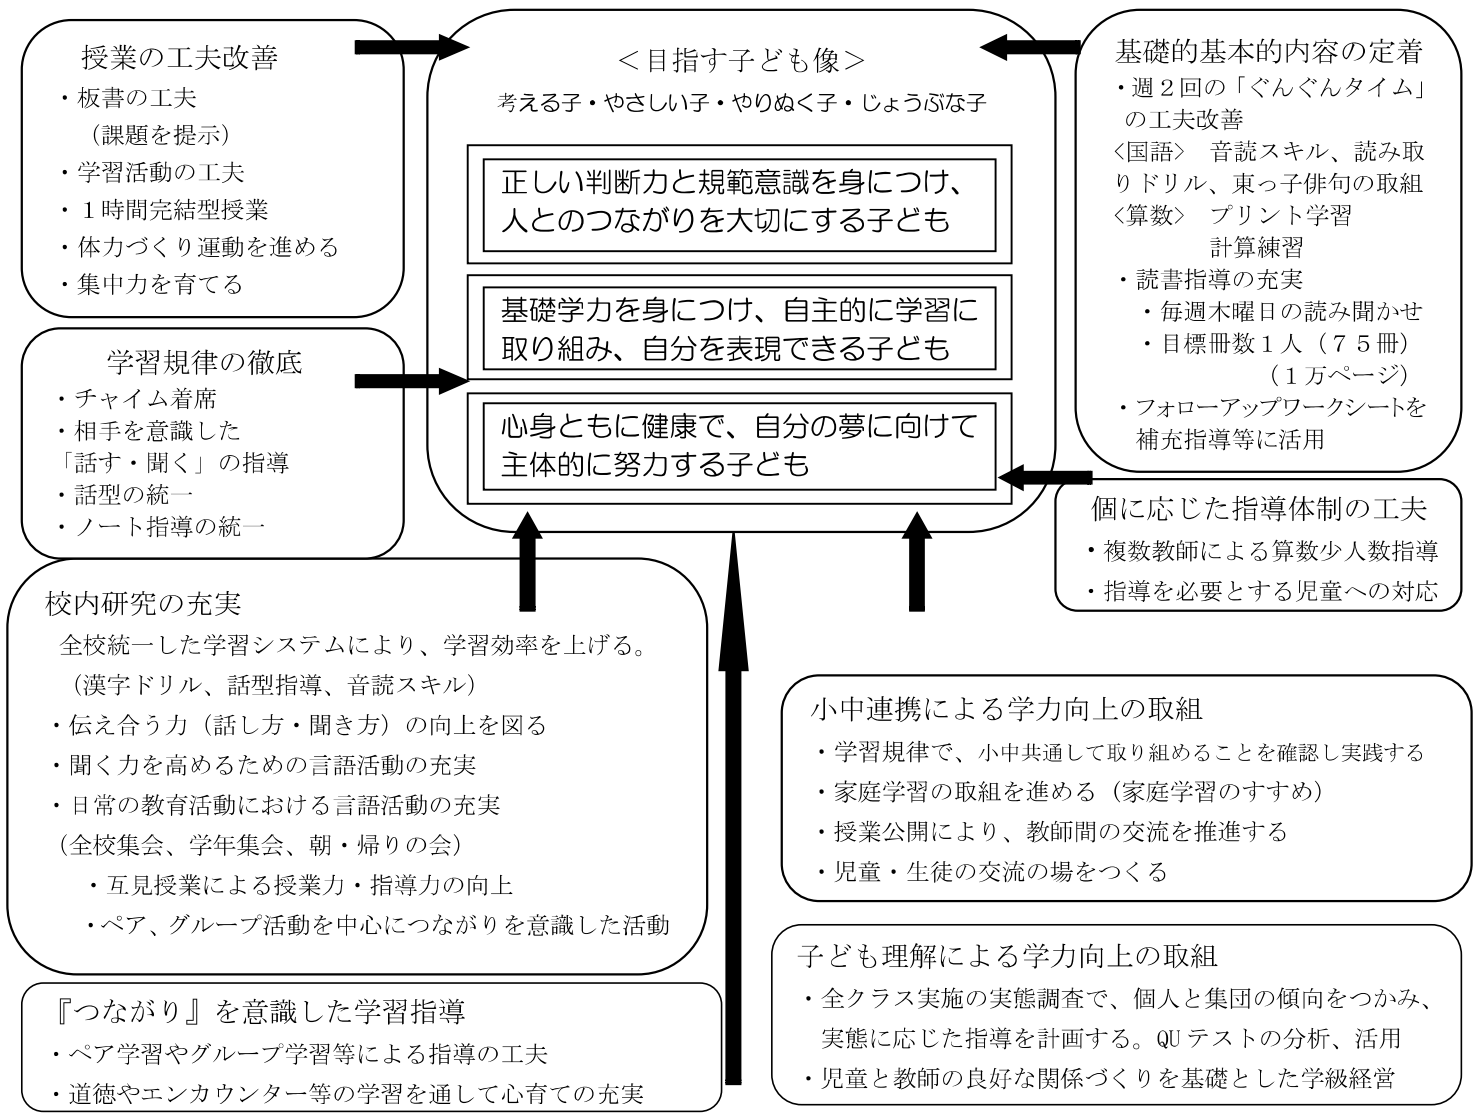 授業の工夫改善
・板書の工夫
（課題を提示）
・学習活動の工夫
・１時間完結型授業
・体力づくり運動を進める
・集中力を育てる
学習規律の徹底
・チャイム着席
・相手を意識した
「話す・聞く」の指導
・話型の統一
・ノート指導の統一
＜目指す子ども像＞
考える子・やさしい子・やりぬく子・じょうぶな子
正しい判断力と規範意識を身につけ、
人とのつながりを大切にする子ども
基礎学力を身につけ、自主的に学習に
取り組み、自分を表現できる子ども
心身ともに健康で、自分の夢に向けて
主体的に努力する子ども
基礎的基本的内容の定着
・週２回の「ぐんぐんタイム」
の工夫改善
<国語>　音読スキル、読み取
りドリル、東っ子俳句の取組
<算数>　プリント学習
計算練習
・読書指導の充実
・毎週木曜日の読み聞かせ
・目標冊数１人（７５冊）
（１万ページ）
・フォローアップワークシートを
補充指導等に活用
個に応じた指導体制の工夫
・複数教師による算数少人数指導
・指導を必要とする児童への対応
校内研究の充実
全校統一した学習システムにより、学習効率を上げる。
（漢字ドリル、話型指導、音読スキル）
・伝え合う力（話し方・聞き方）の向上を図る
・聞く力を高めるための言語活動の充実
・日常の教育活動における言語活動の充実
（全校集会、学年集会、朝・帰りの会）
・互見授業による授業力・指導力の向上
・ペア、グループ活動を中心につながりを意識した活動
『つながり』を意識した学習指導
・ペア学習やグループ学習等による指導の工夫
・道徳やエンカウンター等の学習を通して心育ての充実
小中連携による学力向上の取組
・学習規律で、小中共通して取り組めることを確認し実践する
・家庭学習の取組を進める（家庭学習のすすめ）
・授業公開により、教師間の交流を推進する
・児童・生徒の交流の場をつくる
子ども理解による学力向上の取組
・全クラス実施の実態調査で、個人と集団の傾向をつかみ、
実態に応じた指導を計画する。QUテストの分析、活用
・児童と教師の良好な関係づくりを基礎とした学級経営